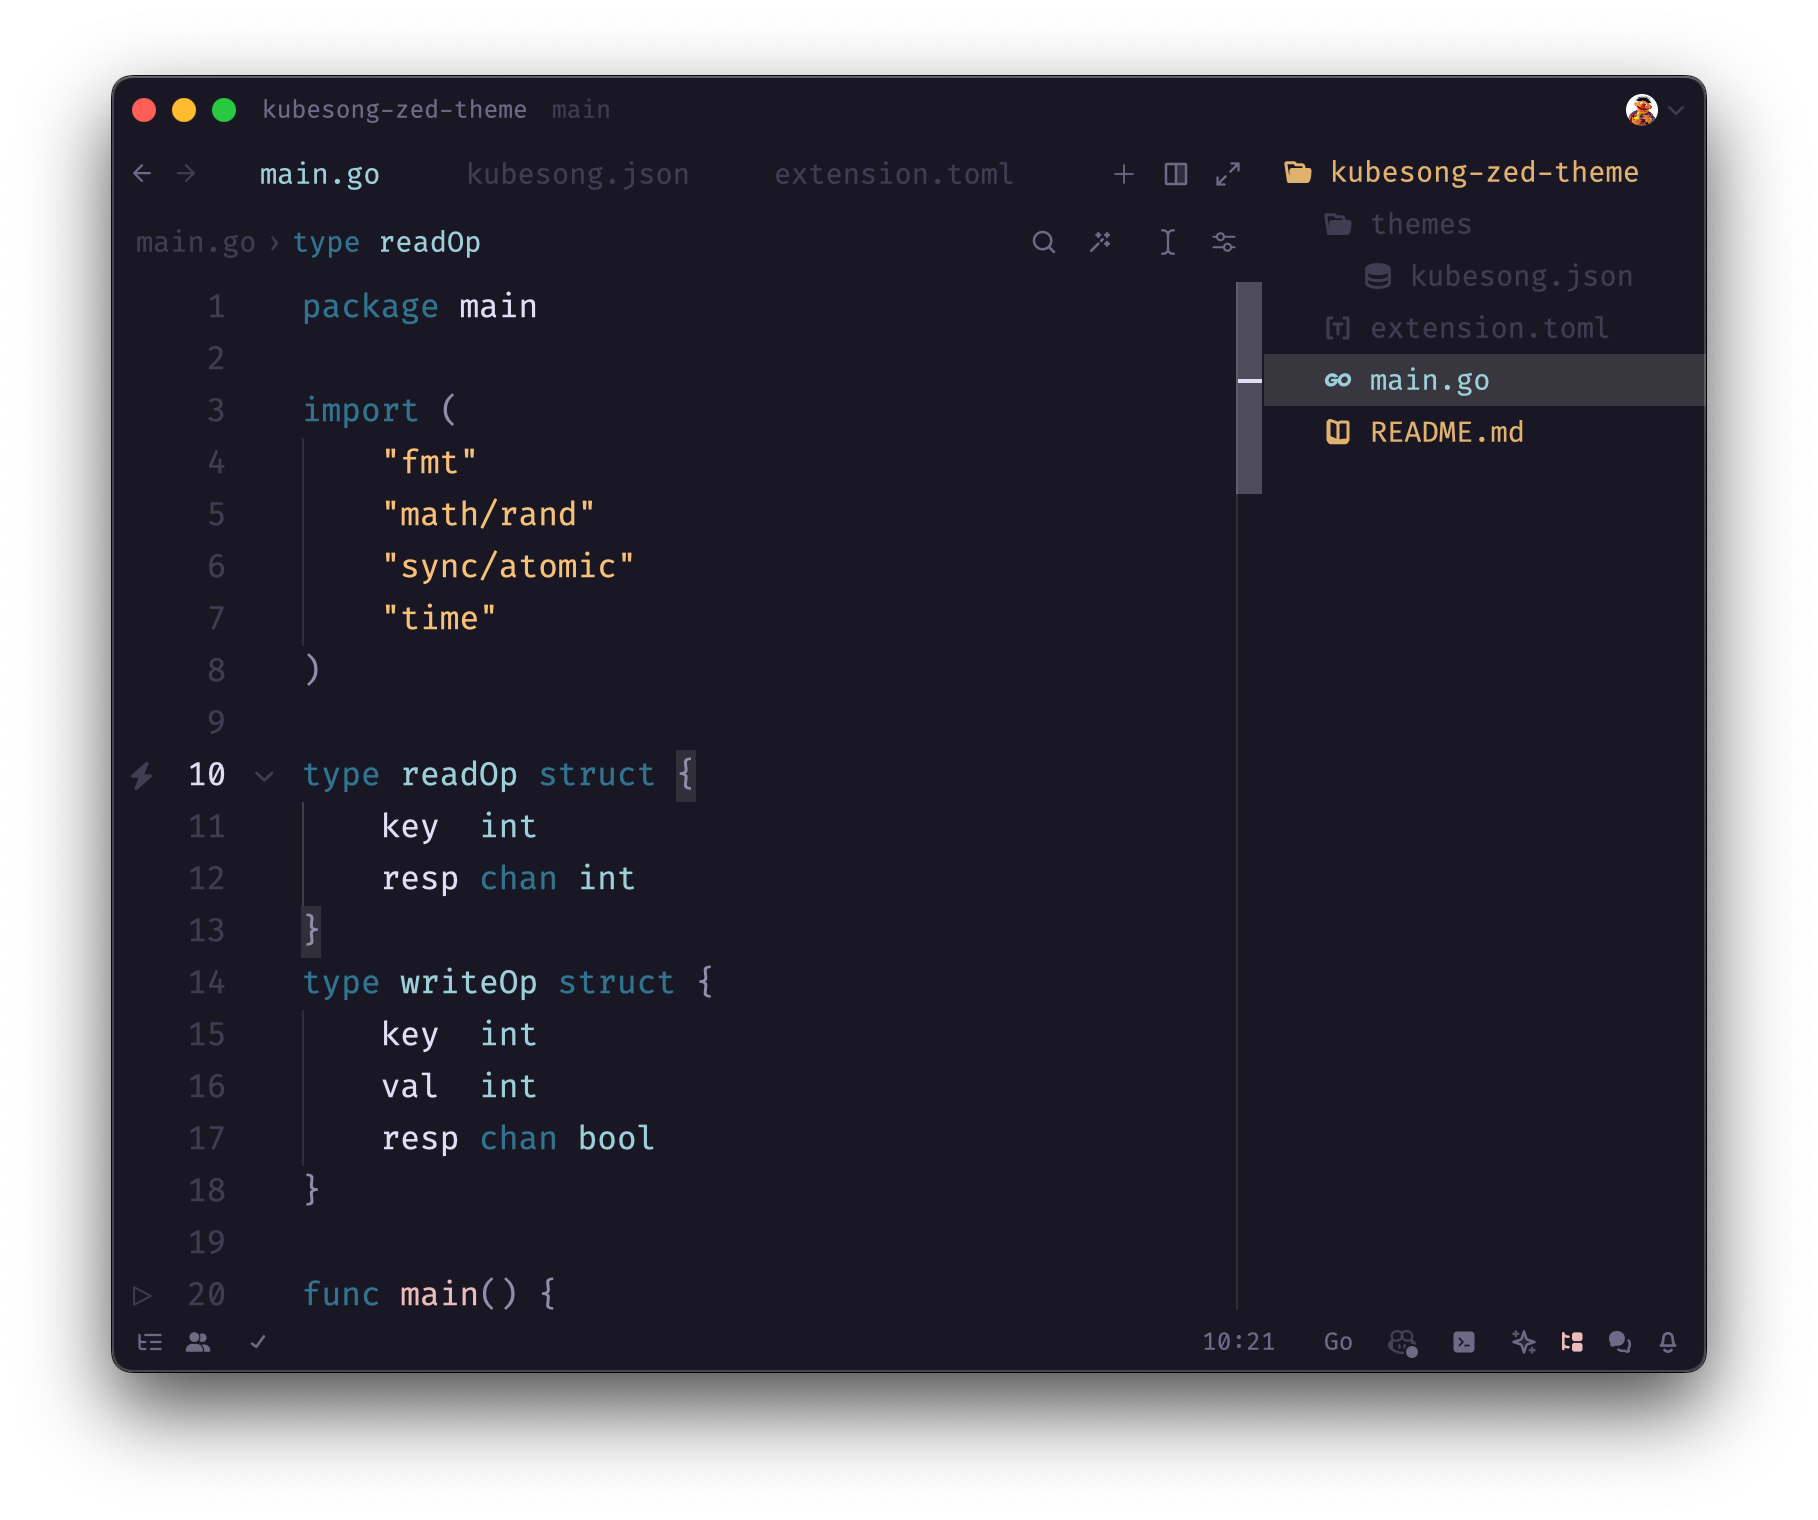 kubesong-zed-theme main
main.go kubesong.json extension.toml
main.go › type readOp
1 package main
2
3 import (
4     "fmt"
5     "math/rand"
6     "sync/atomic"
7     "time"
8 )
9
10 type readOp struct {
11     key  int
12     resp chan int
13 }
14 type writeOp struct {
15     key  int
16     val  int
17     resp chan bool
18 }
19
20 func main() {
kubesong-zed-theme
themes
kubesong.json
[T] extension.toml
GO main.go
README.md
10:21 Go